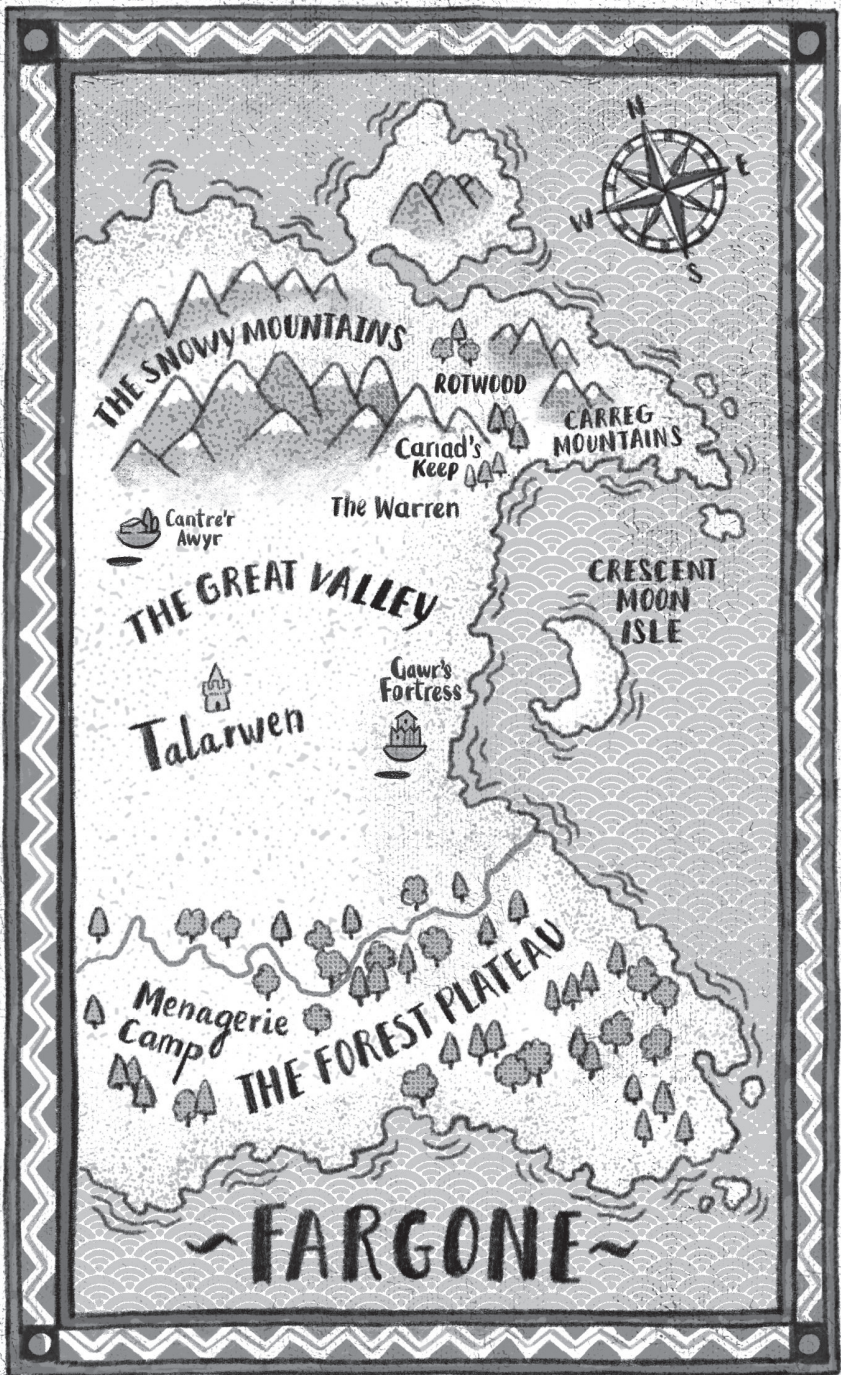 N
E
W
S
THE SNOWY MOUNTAINS
ROTWOOD
CARREG
MOUNTAINS
Cariad's
Keep
The Warren
Cantre'r
Awyr
THE GREAT VALLEY
CRESCENT
MOON
ISLE
Gawr's
Fortress
Talarwen
Menagerie
Camp
THE FOREST PLATEAU
~FARGONE~